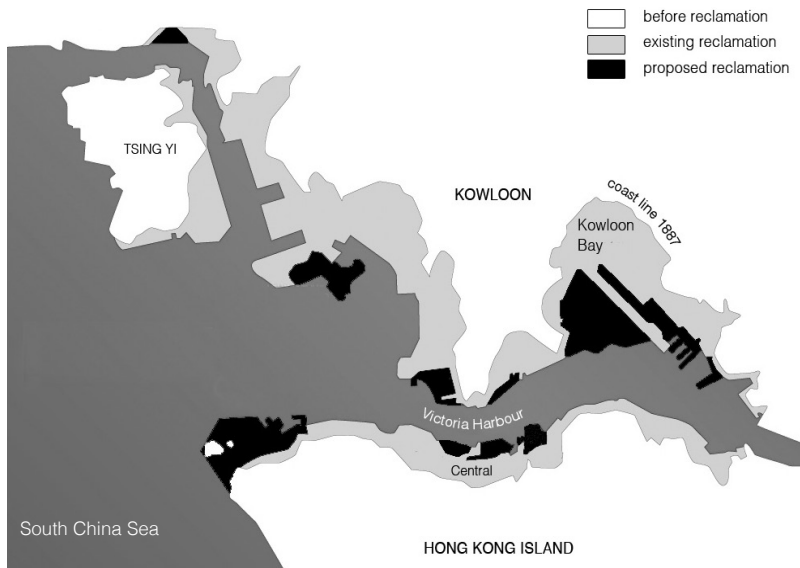 before reclamation
existing reclamation
proposed reclamation
TSING YI
KOWLOON
coast line 1887
Kowloon
Bay
Victoria Harbour
Central
South China Sea
HONG KONG ISLAND